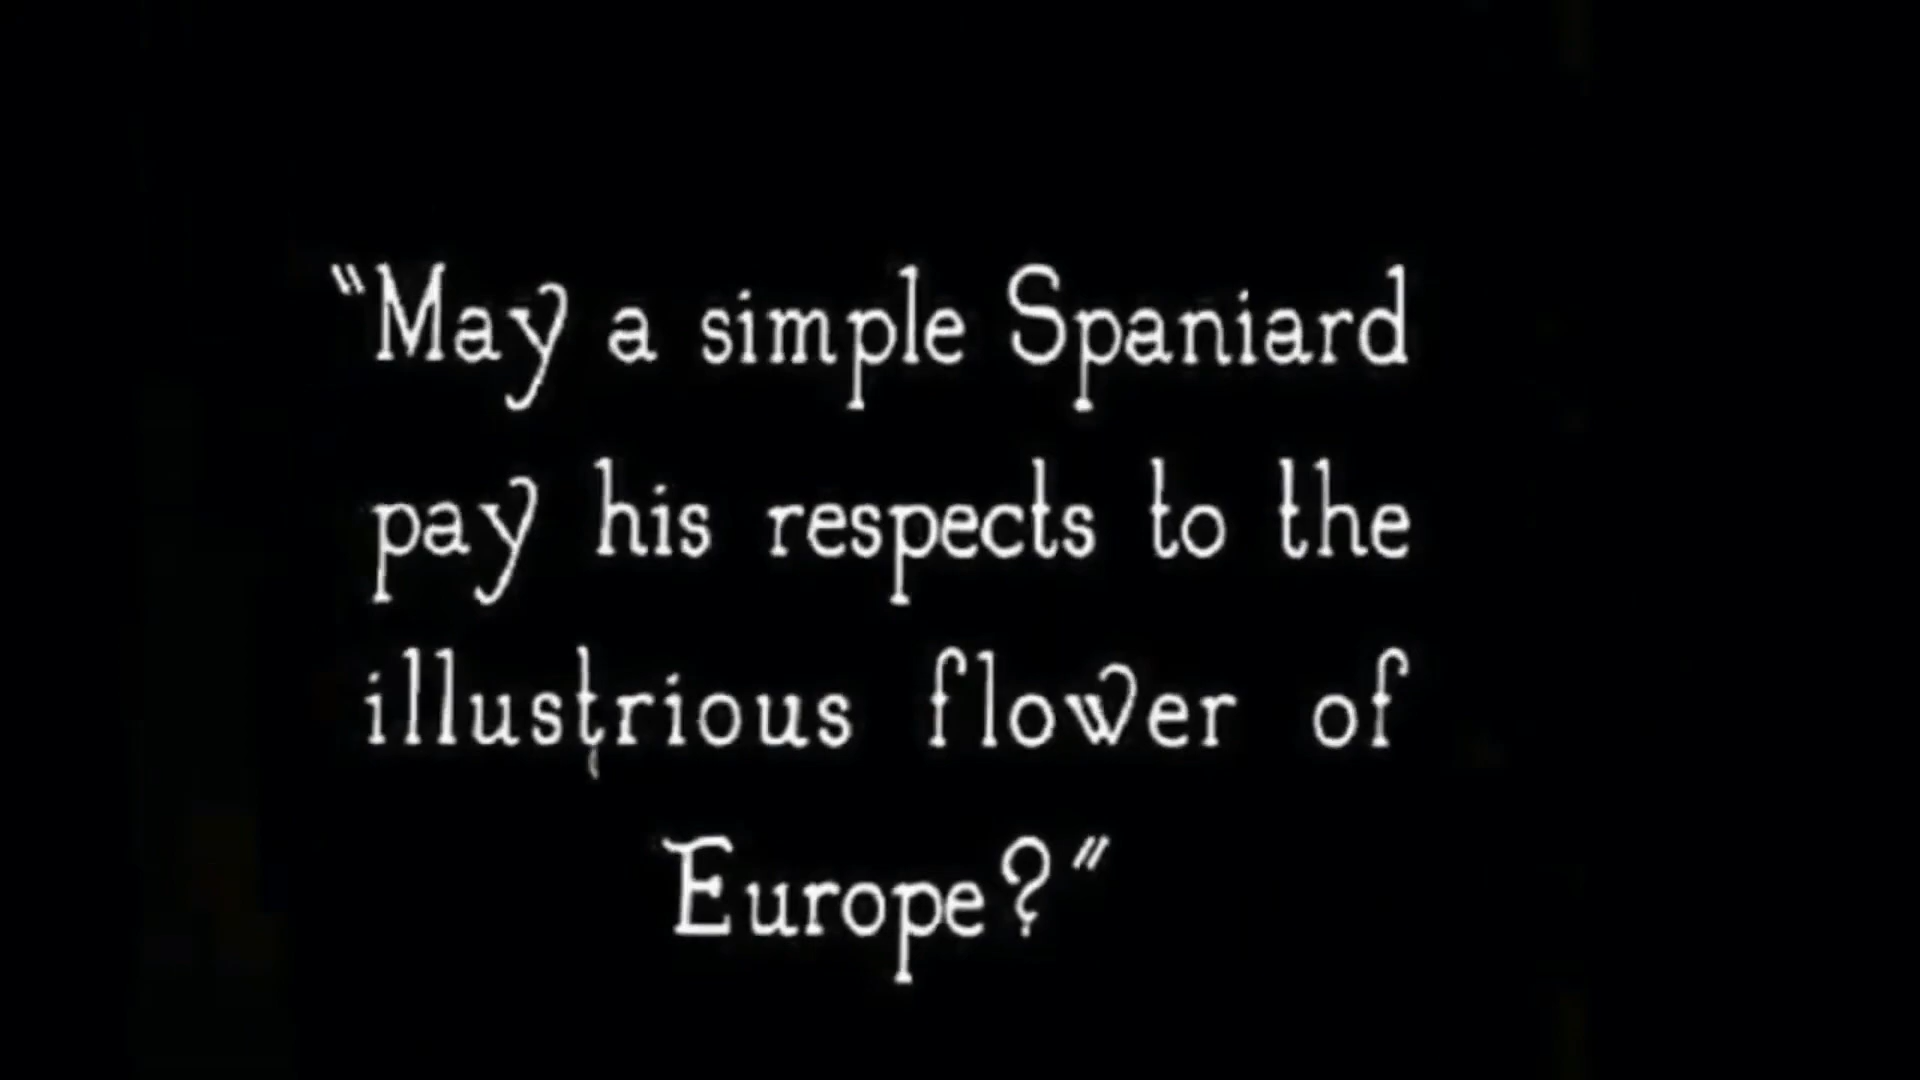 "May a simple Spaniard
pay his respects to the
illustrious flower of
Europe?"